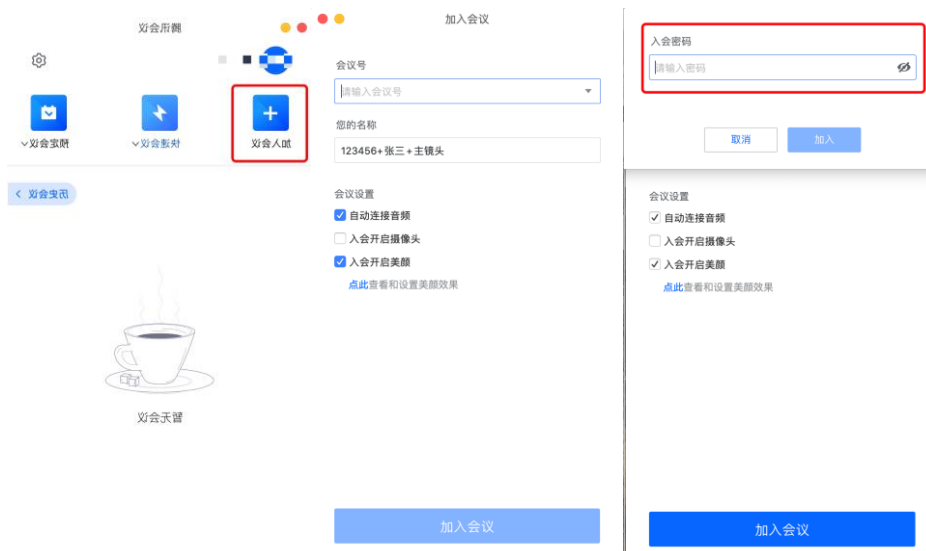 腾讯会议
预定会议
快速会议
加入会议
历史会议
暂无会议
加入会议
会议号
请输入会议号
您的名称
123456+张三+主镜头
会议设置
自动连接音频
入会开启摄像头
入会开启美颜
点此查看和设置美颜效果
加入会议
入会密码
请输入密码
取消
加入
会议设置
自动连接音频
入会开启摄像头
入会开启美颜
点此查看和设置美颜效果
加入会议